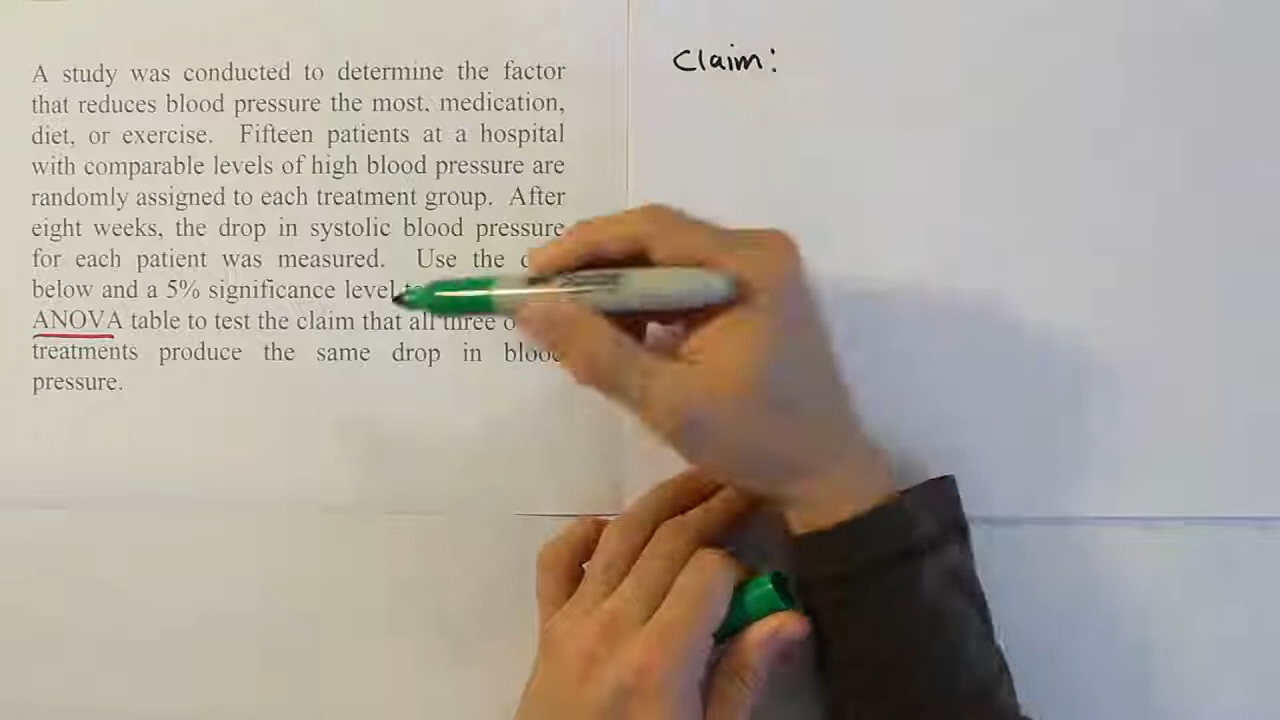 A study was conducted to determine the factor
that reduces blood pressure the most, medication,
diet, or exercise. Fifteen patients at a hospital
with comparable levels of high blood pressure are
randomly assigned to each treatment group. After
eight weeks, the drop in systolic blood pressure
for each patient was measured. Use the
below and a 5% significance level
ANOVA table to test the claim that all three
treatments produce the same drop in blood
pressure.
Claim: